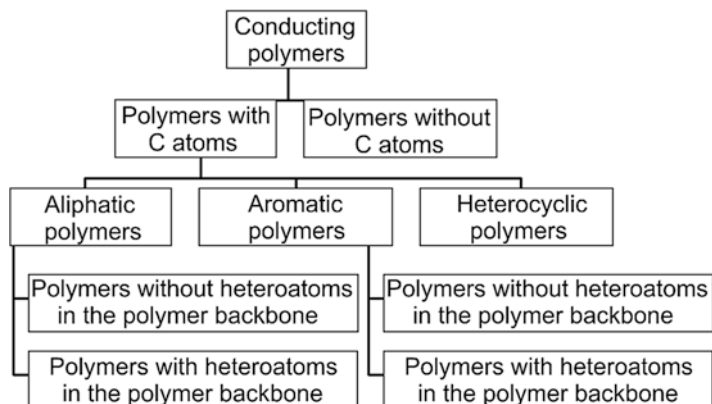 Conducting
polymers
Polymers with
C atoms
Polymers without
C atoms
Aliphatic
polymers
Aromatic
polymers
Heterocyclic
polymers
Polymers without heteroatoms
in the polymer backbone
Polymers without heteroatoms
in the polymer backbone
Polymers with heteroatoms
in the polymer backbone
Polymers with heteroatoms
in the polymer backbone